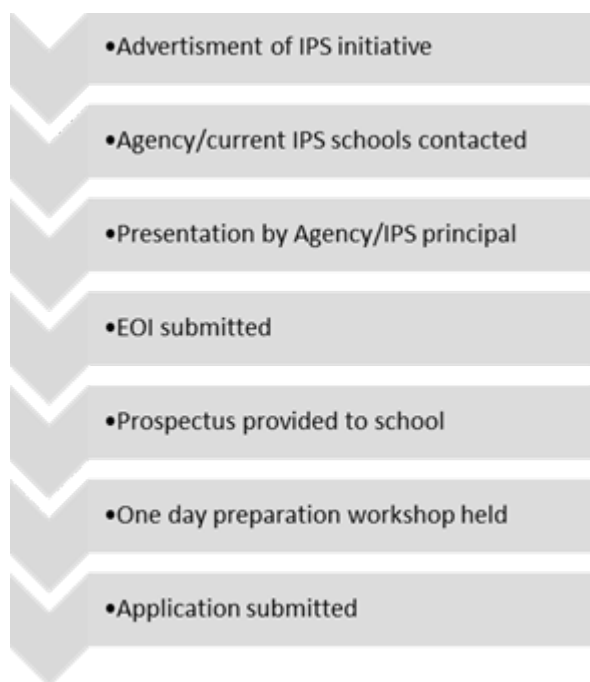 •Advertisment of IPS initiative
•Agency/current IPS schools contacted
•Presentation by Agency/IPS principal
•EOI submitted
•Prospectus provided to school
•One day preparation workshop held
•Application submitted